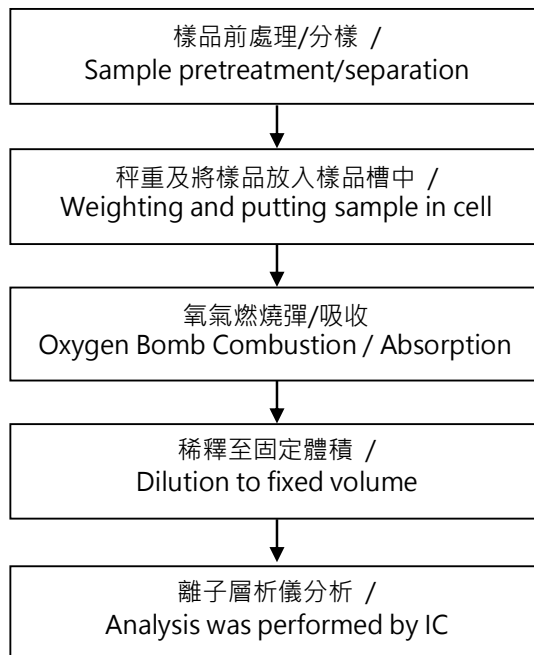 樣品前處理/分樣 /
Sample pretreatment/separation
秤重及將樣品放入樣品槽中 /
Weighting and putting sample in cell
氧氣燃燒彈/吸收
Oxygen Bomb Combustion / Absorption
稀釋至固定體積 /
Dilution to fixed volume
離子層析儀分析 /
Analysis was performed by IC